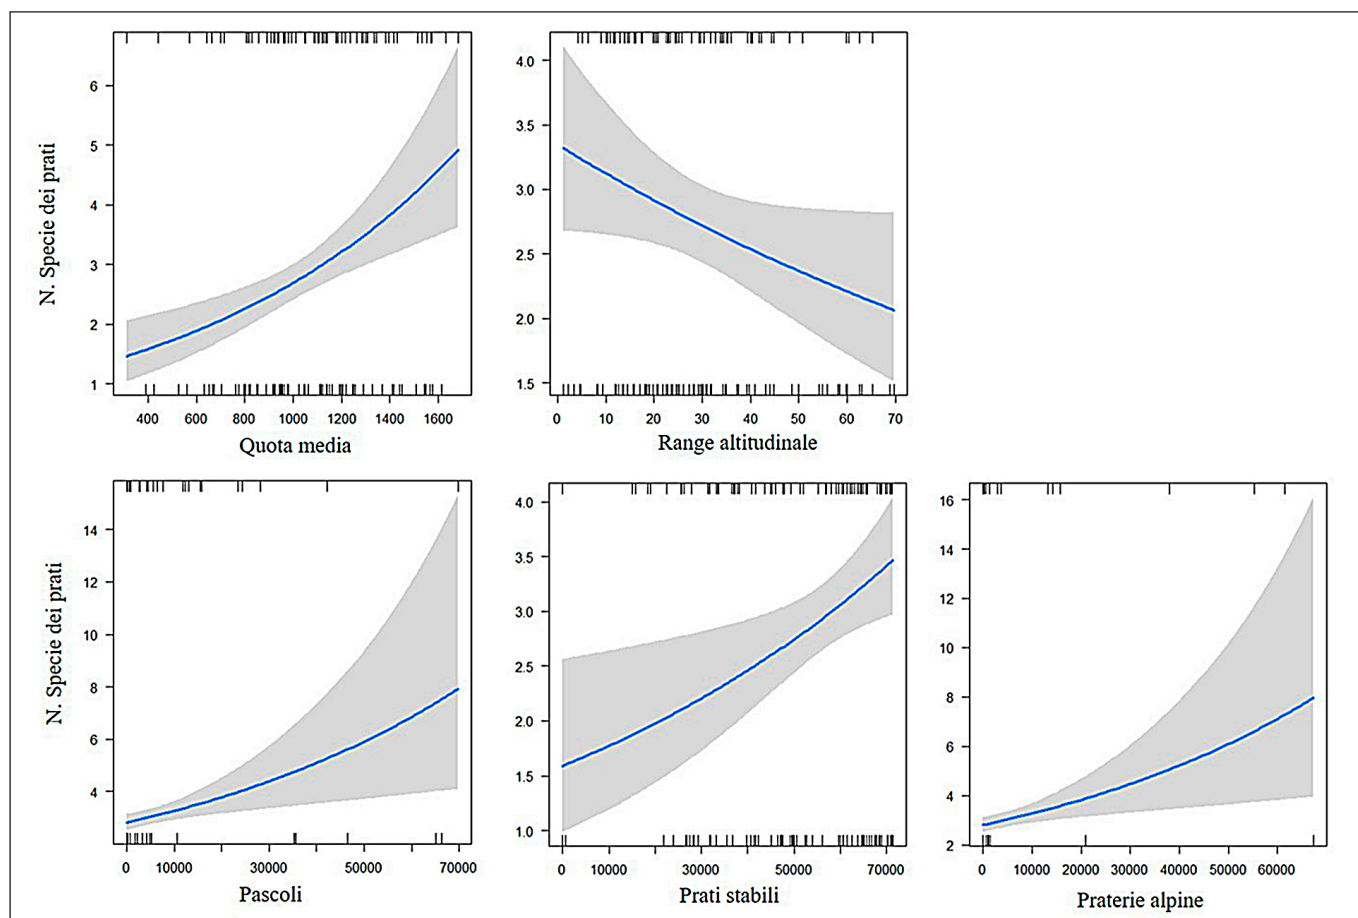 N. Specie dei prati
6
5
4
3
2
1
400 600 800 1000 1200 1400 1600
Quota media
4.0
3.5
3.0
2.5
2.0
1.5
0 10 20 30 40 50 60 70
Range altitudinale
N. Specie dei prati
14
12
10
8
6
4
0 10000 30000 50000 70000
Pascoli
4.0
3.5
3.0
2.5
2.0
1.5
1.0
0 10000 30000 50000 70000
Prati stabili
16
14
12
10
8
6
4
2
0 10000 20000 30000 40000 50000 60000
Praterie alpine